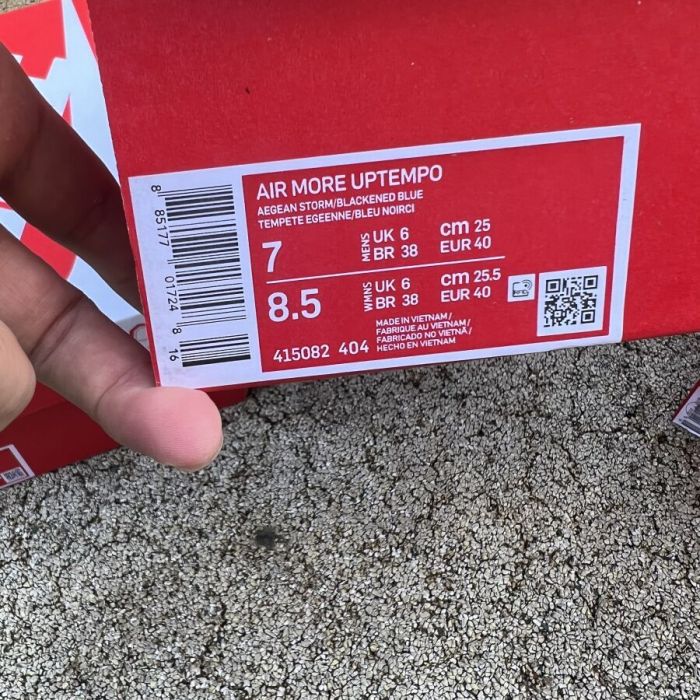 AIR MORE UPTEMPO
AEGEAN STORM/BLACKENED BLUE
TEMPETE EGEENNE/BLEU NOIRCI
7 MENS UK 6 cm 25
BR 38 EUR 40
8.5 WMNS UK 6 cm 25.5
BR 38 EUR 40
415082 404
MADE IN VIETNAM/
FABRIQUE AU VIETNAM/
FABRICADO NO VIETNÃ/
HECHO EN VIETNAM
8 85177 01724 8 16